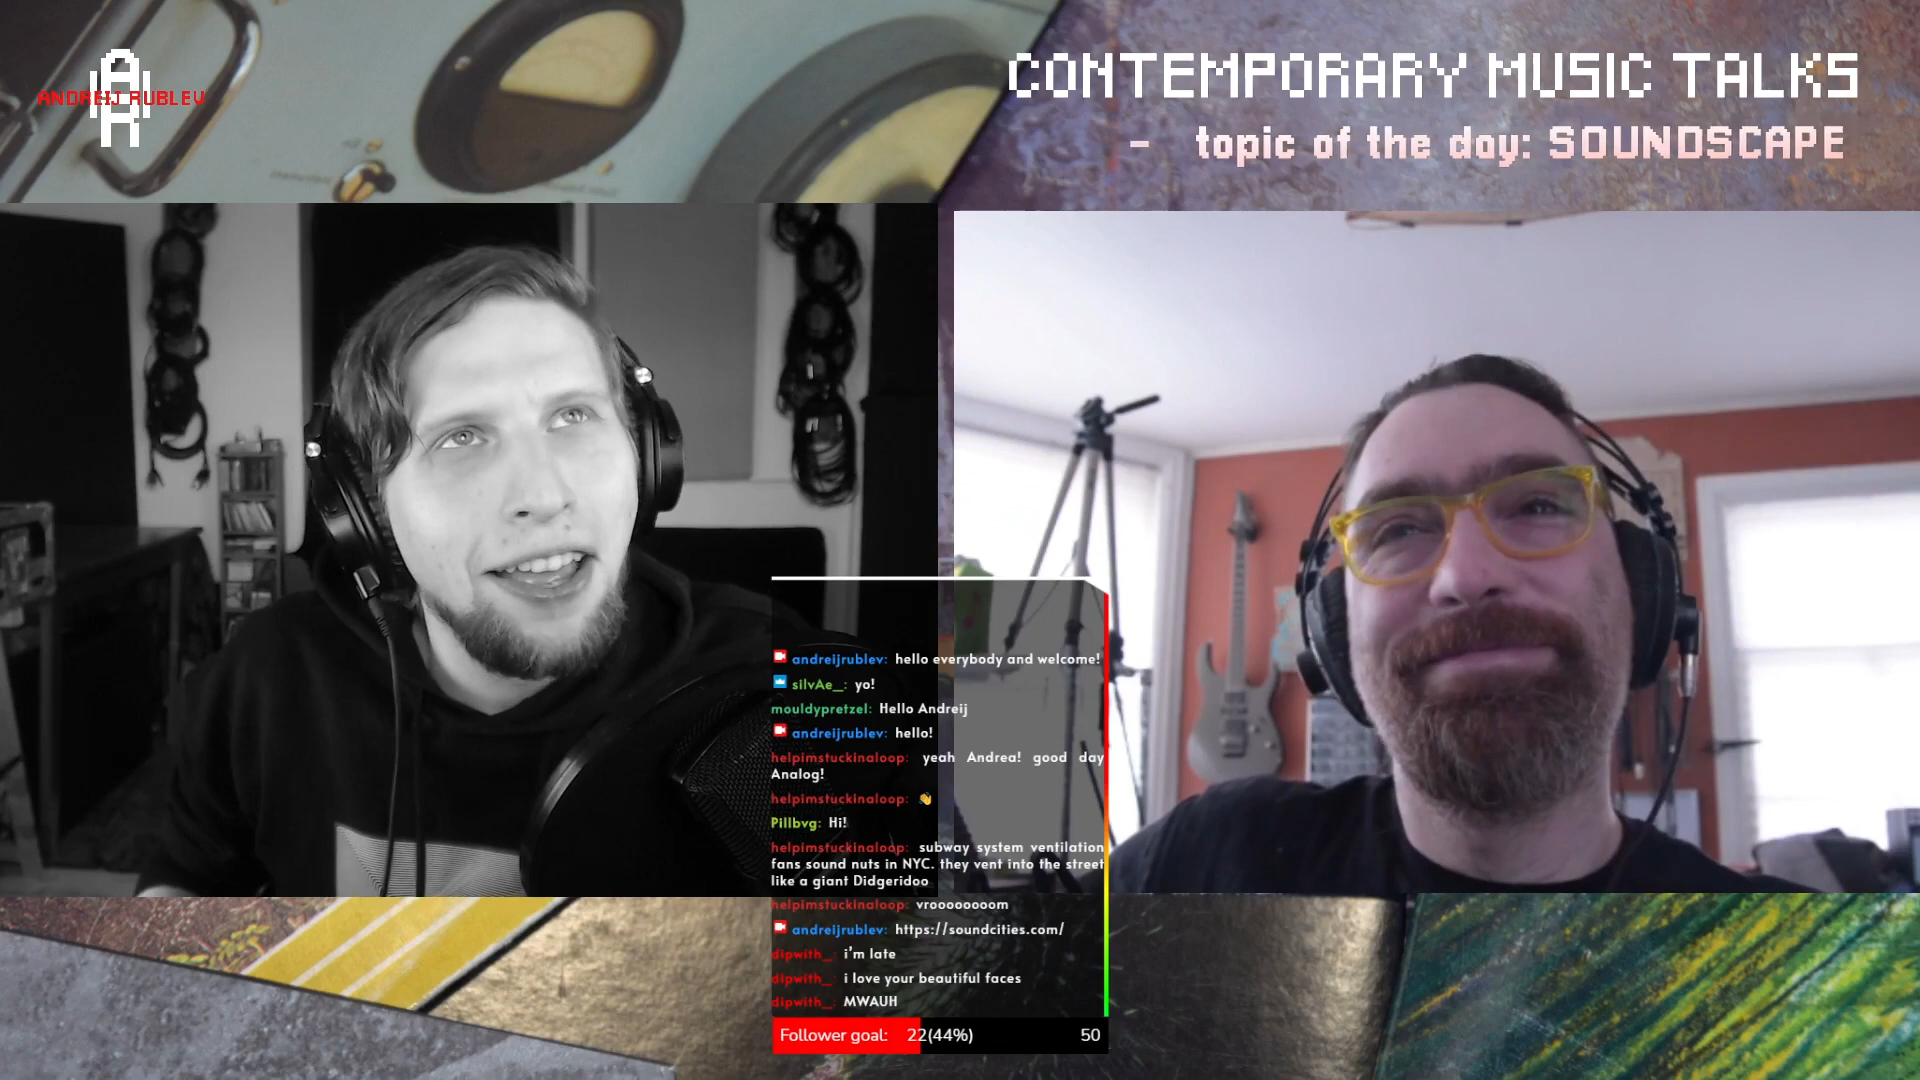 A
ANDREIJ RUBLEV
R
CONTEMPORARY MUSIC TALKS
- topic of the day: SOUNDSCAPE
andreijrublev: hello everybody and welcome!
silvAe_: yo!
mouldypretzel: Hello Andreij
andreijrublev: hello!
helpimstuckinaloop: yeah Andrea! good day
Analog!
helpimstuckinaloop: 👋
Pillbvg: Hi!
helpimstuckinaloop: subway system ventilation
fans sound nuts in NYC. they vent into the street
like a giant Didgeridoo
helpimstuckinaloop: vroooooooom
andreijrublev: https://soundcities.com/
dipwith_: i'm late
dipwith_: i love your beautiful faces
dipwith_: MWAUH
Follower goal: 22(44%) 50